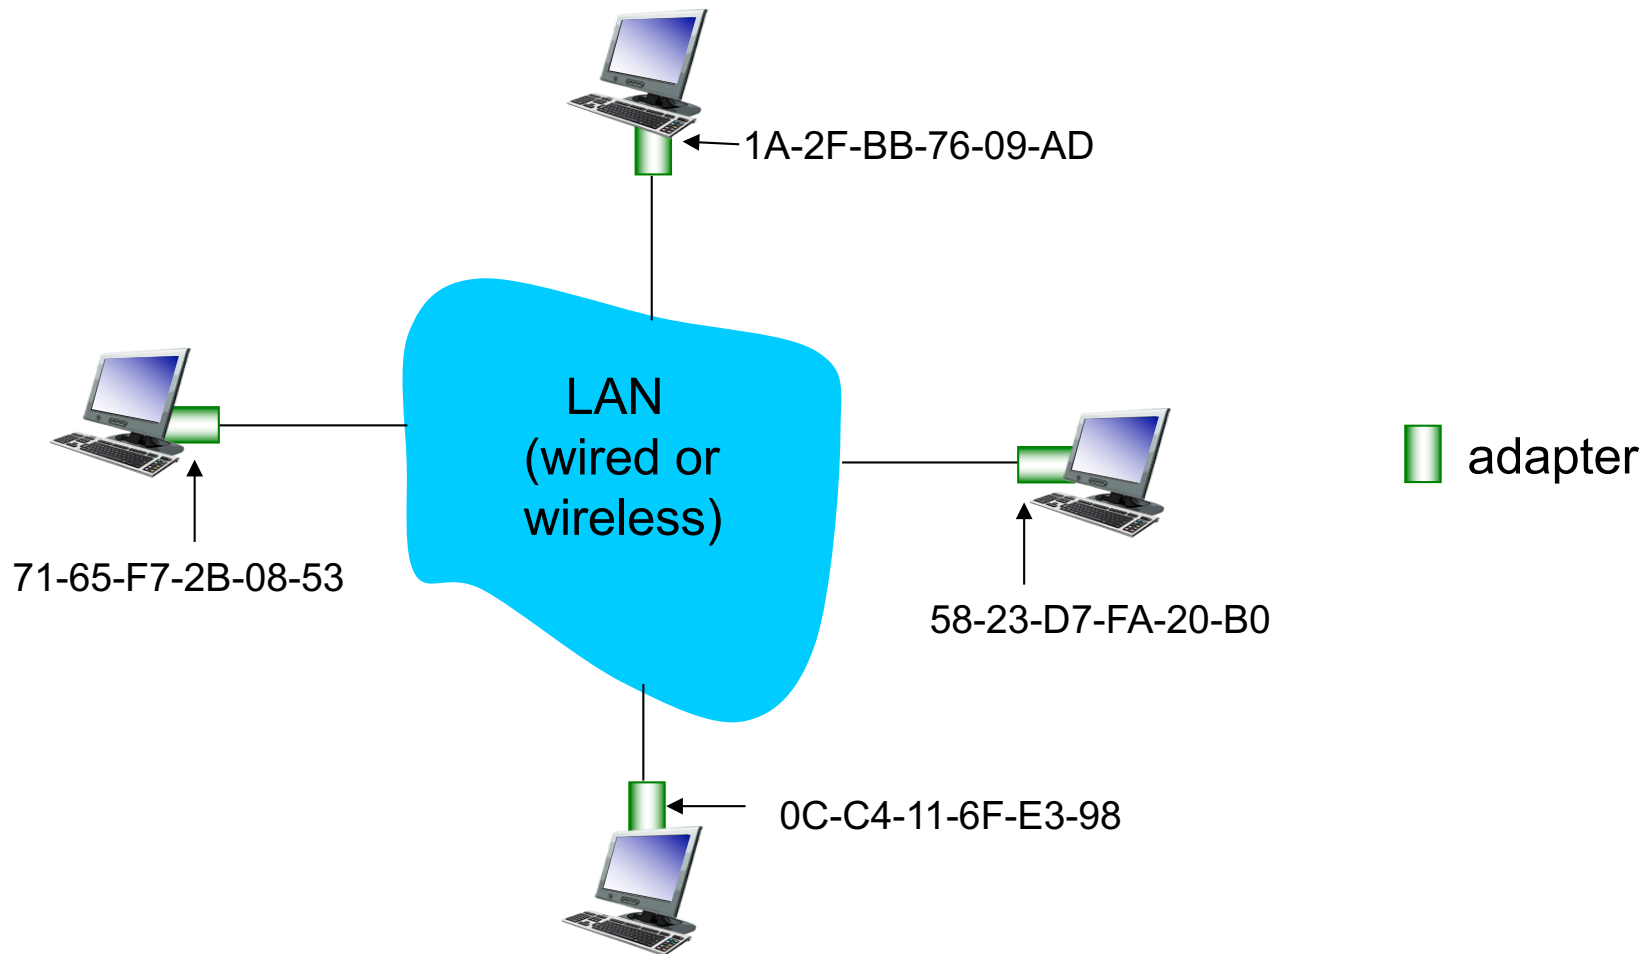 1A-2F-BB-76-09-AD
LAN
(wired or
wireless)
adapter
71-65-F7-2B-08-53
58-23-D7-FA-20-B0
0C-C4-11-6F-E3-98